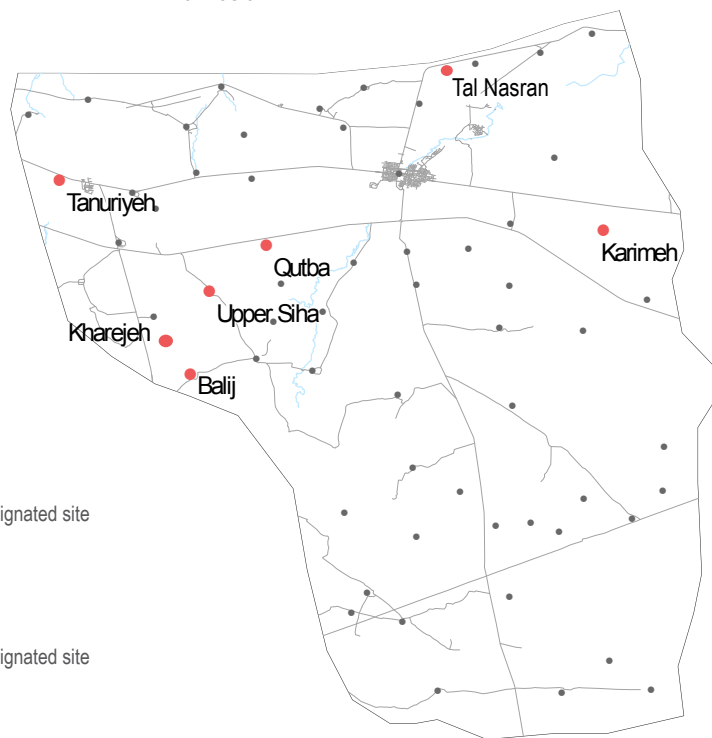 Tal Nasran
Tanuriyeh
Karimeh
Qutba
Upper Siha
Kharejeh
Balij
ignated site
ignated site